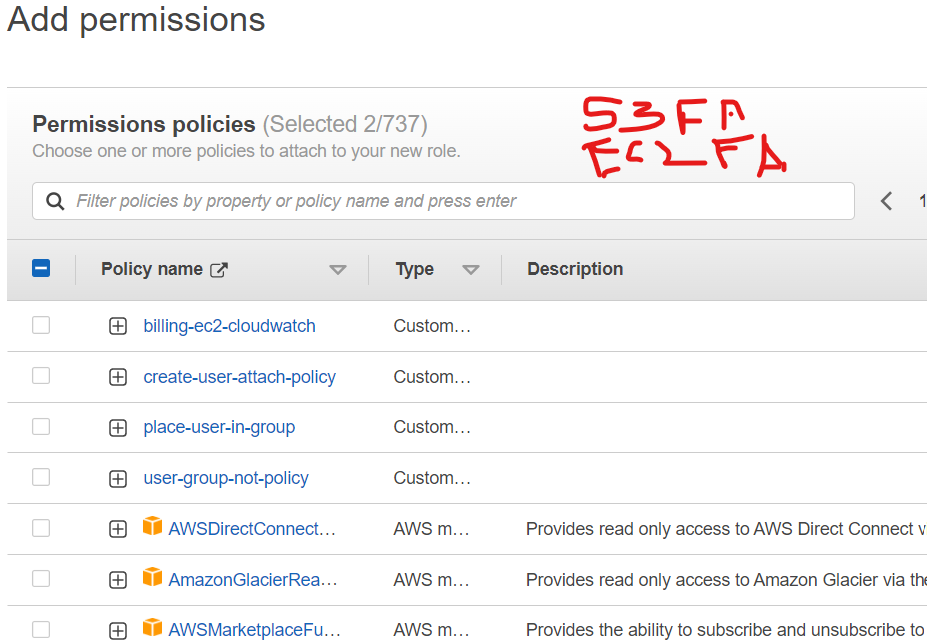 Add permissions
Permissions policies (Selected 2/737)
Choose one or more policies to attach to your new role.
S3FA
EC2FA
Filter policies by property or policy name and press enter
1
Policy name Type Description
billing-ec2-cloudwatch Custom…
create-user-attach-policy Custom…
place-user-in-group Custom…
user-group-not-policy Custom…
AWSDirectConnect… AWS m… Provides read only access to AWS Direct Connect v
AmazonGlacierRea… AWS m… Provides read only access to Amazon Glacier via the
AWSMarketplaceFu… AWS m… Provides the ability to subscribe and unsubscribe to